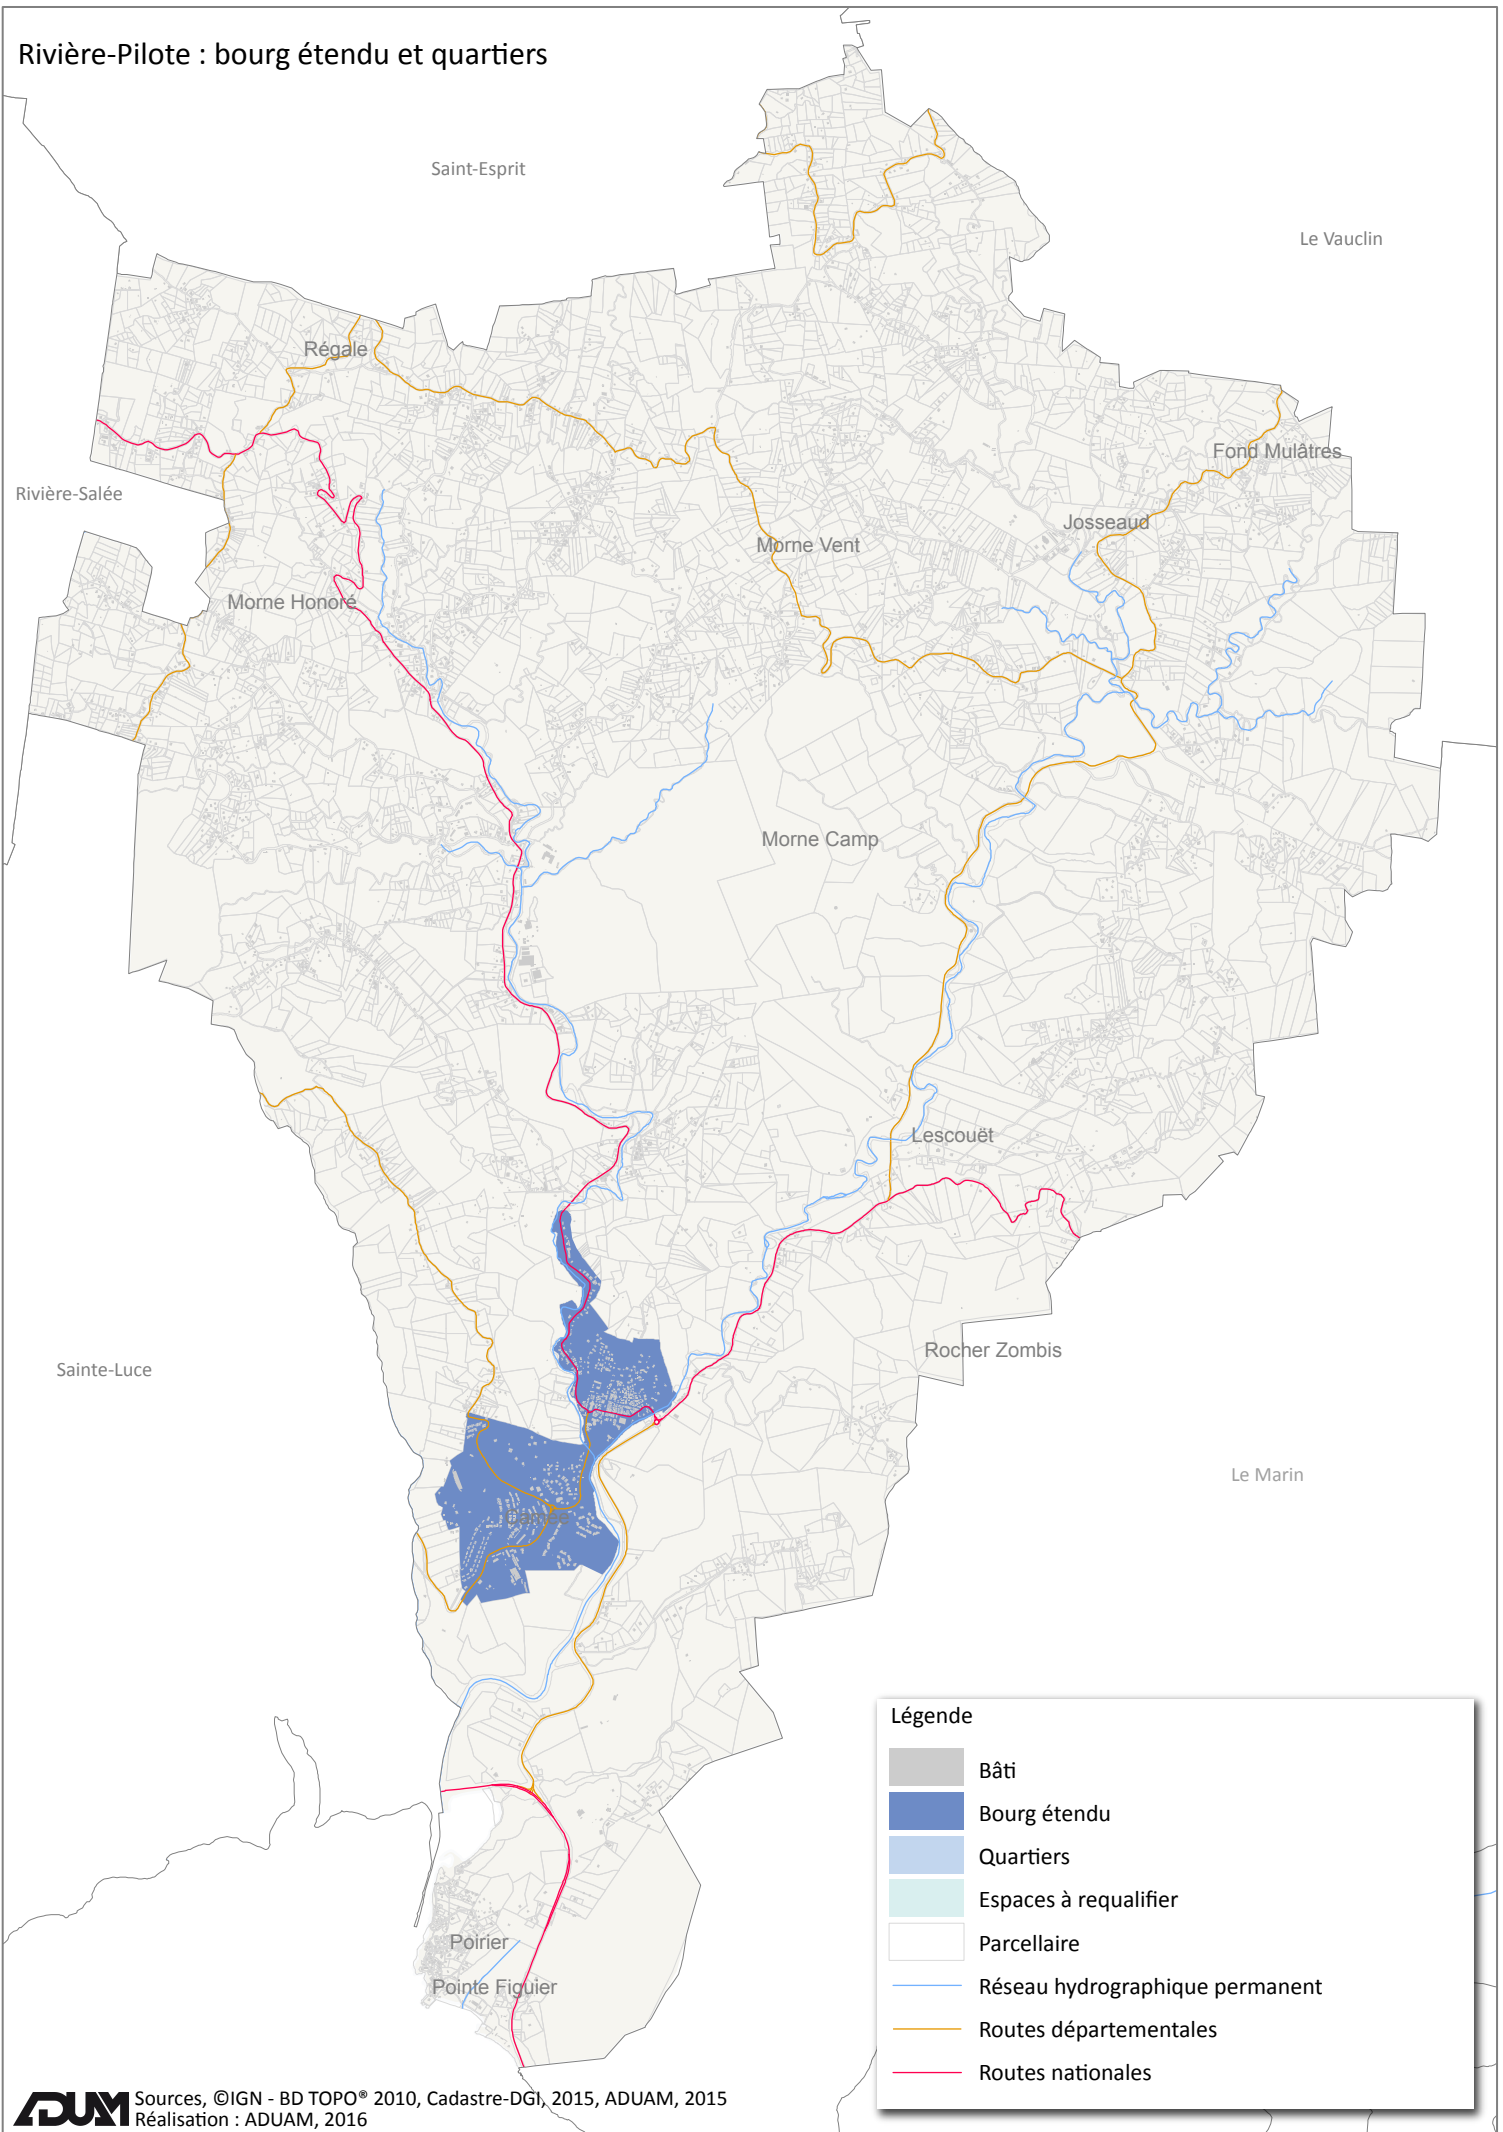 Rivière-Pilote : bourg étendu et quartiers
Saint-Esprit
Le Vauclin
Régale
Fond Mulâtres
Rivière-Salée
Josseaud
Morne Vent
Morne Honoré
Morne Camp
Lescouët
Rocher Zombis
Sainte-Luce
Le Marin
Poirier
Pointe Figuier
Légende
Bâti
Bourg étendu
Quartiers
Espaces à requalifier
Parcellaire
Réseau hydrographique permanent
Routes départementales
Routes nationales
ADUAM
Sources, ©IGN - BD TOPO® 2010, Cadastre-DGI, 2015, ADUAM, 2015
Réalisation : ADUAM, 2016